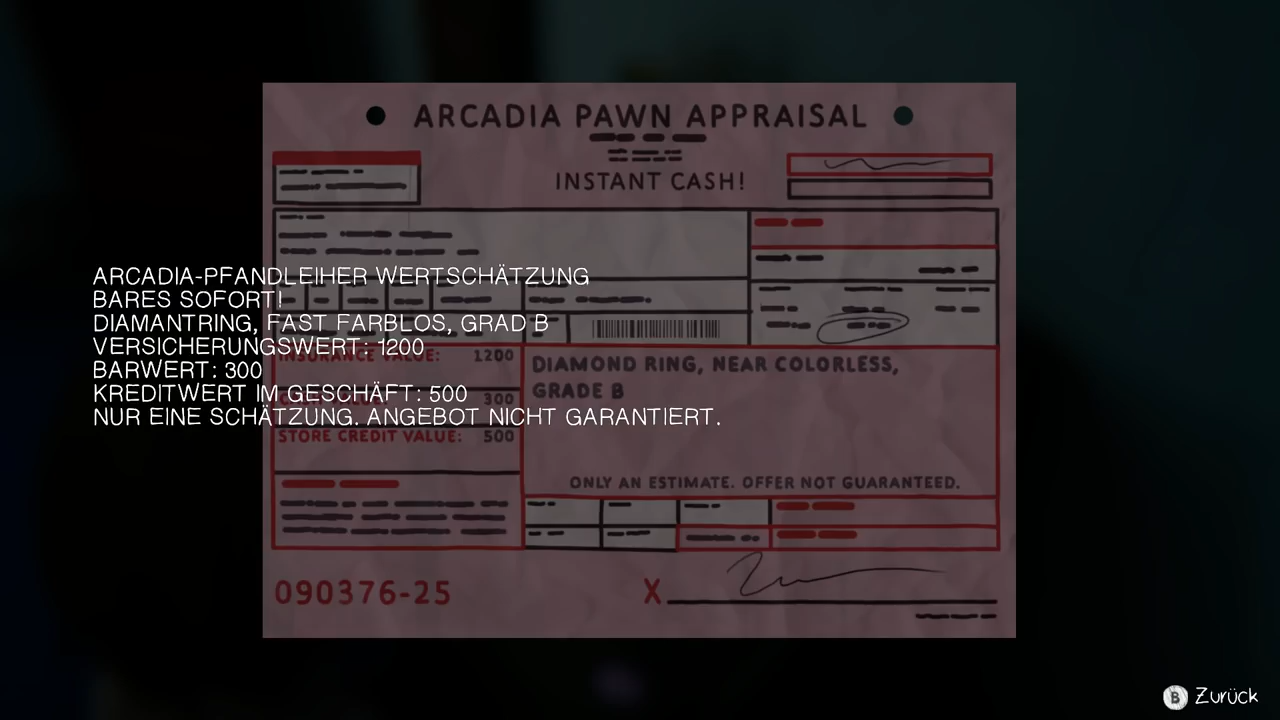 ARCADIA PAWN APPRAISAL
INSTANT CASH!
ARCADIA-PFANDLEIHER WERTSCHÄTZUNG
BARES SOFORT!
DIAMANTRING, FAST FARBLOS, GRAD B
VERSICHERUNGSWERT: 1200
BARWERT: 300
KREDITWERT IM GESCHÄFT: 500
NUR EINE SCHÄTZUNG. ANGEBOT NICHT GARANTIERT.
INSURANCE VALUE: 1200
300
STORE CREDIT VALUE: 500
DIAMOND RING, NEAR COLORLESS,
GRADE B
ONLY AN ESTIMATE. OFFER NOT GUARANTEED.
090376-25
X
B Zurück